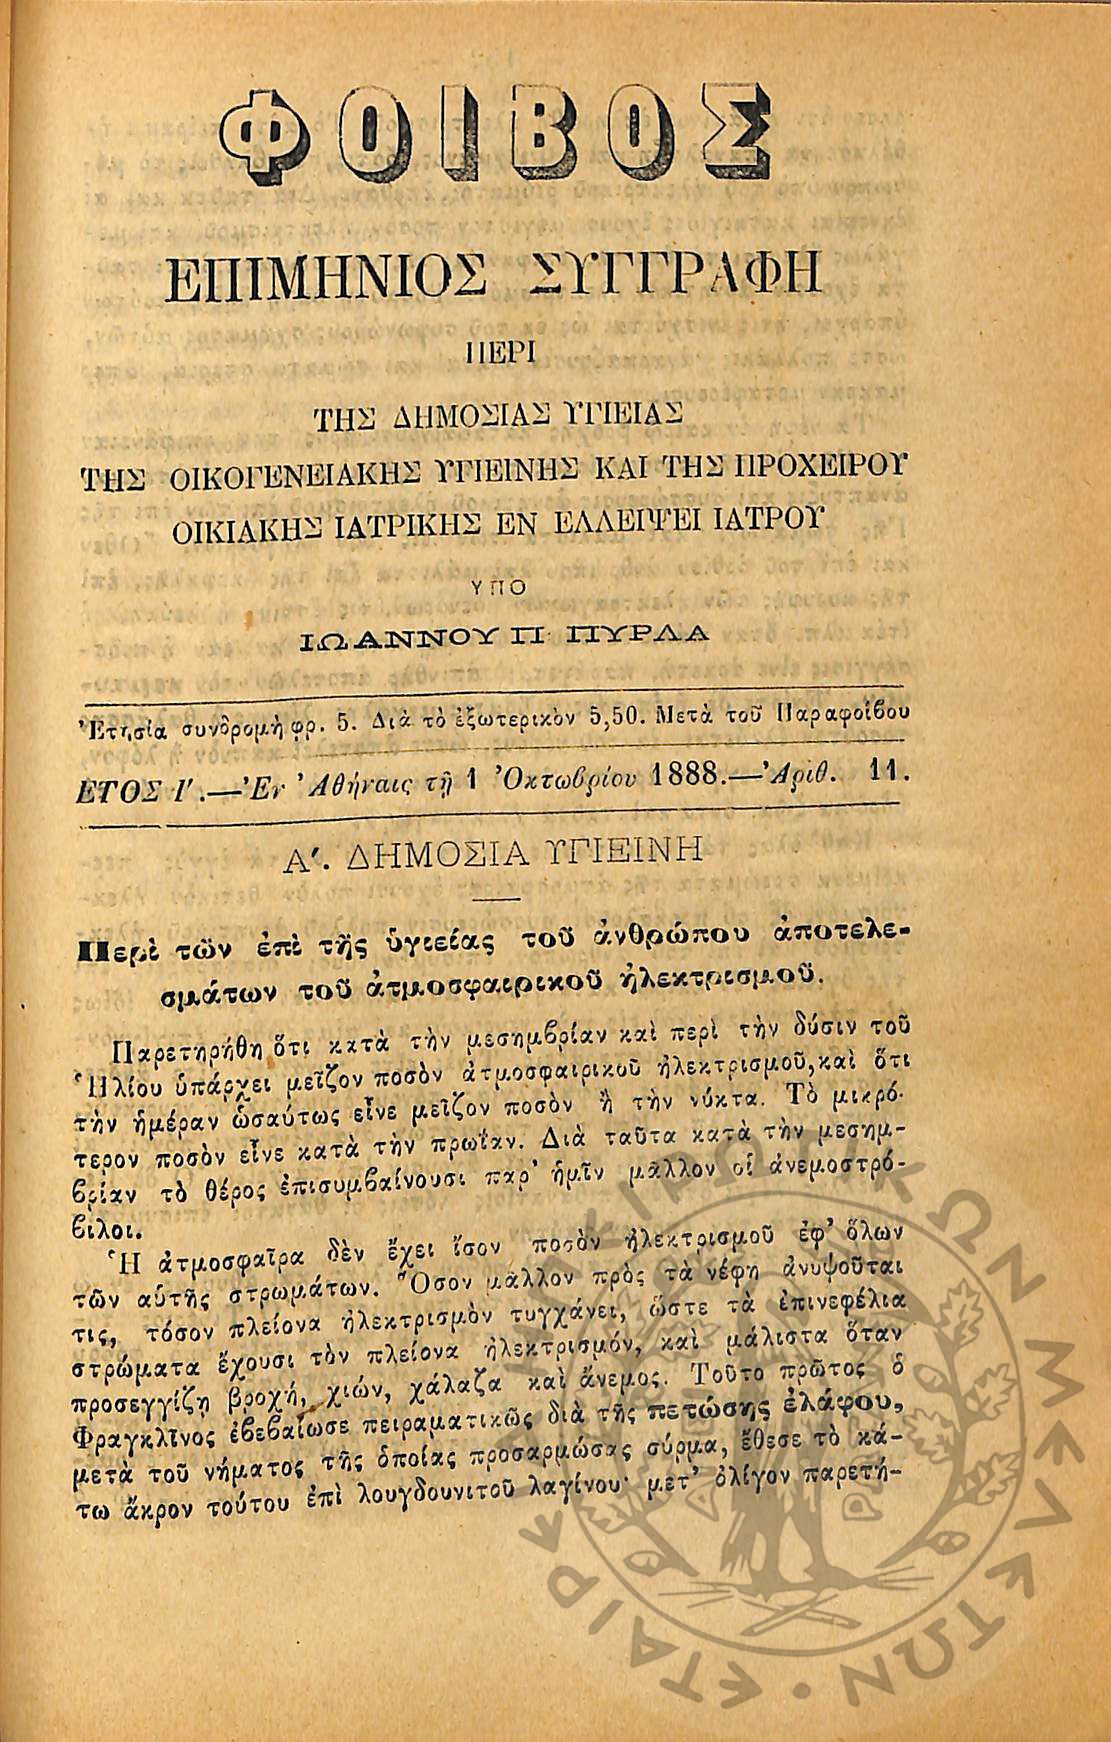 ΦΟΙΒΟΣ
ΕΠΙΜΗΝΙΟΣ ΣΥΓΓΡΑΦΗ
ΠΕΡΙ
ΤΗΣ ΔΗΜΟΣΙΑΣ ΥΓΙΕΙΑΣ
ΤΗΣ ΟΙΚΟΓΕΝΕΙΑΚΗΣ ΥΓΙΕΙΝΗΣ ΚΑΙ ΤΗΣ ΠΡΟΧΕΙΡΟΥ
ΟΙΚΙΑΚΗΣ ΙΑΤΡΙΚΗΣ ΕΝ ΕΛΛΕΙΨΕΙ ΙΑΤΡΟΥ
ΥΠΟ
ΙΩΑΝΝΟΥ Π ΠΥΡΛΑ
Ἐτησία συνδρομὴ φρ. 5. Διὰ τὸ ἐξωτερικὸν 5,50. Μετὰ τοῦ Παραφοίβου
ΕΤΟΣ Ι΄.—Ἐν Ἀθήναις τῇ 1 Ὀκτωβρίου 1888.—Ἀριθ. 11.
Α΄. ΔΗΜΟΣΙΑ ΥΓΙΕΙΝΗ
Περὶ τῶν ἐπὶ τῆς ὑγιείας τοῦ ἀνθρώπου ἀποτελε-
σμάτων τοῦ ἀτμοσφαιρικοῦ ἠλεκτρισμοῦ.
Παρετηρήθη ὅτι κατὰ τὴν μεσημβρίαν καὶ περὶ τὴν δύσιν τοῦ
Ἡλίου ὑπάρχει μεῖζον ποσὸν ἀτμοσφαιρικοῦ ἠλεκτρισμοῦ, καὶ ὅτι
τὴν ἡμέραν ὡσαύτως εἶνε μεῖζον ποσὸν ἢ τὴν νύκτα. Τὸ μικρό-
τερον ποσὸν εἶνε κατὰ τὴν πρωΐαν. Διὰ ταῦτα κατὰ τὴν μεσημ-
βρίαν τὸ θέρος ἐπισυμβαίνουσι παρ' ἡμῖν μᾶλλον οἱ ἀνεμοστρό-
βιλοι.
Ἡ ἀτμοσφαῖρα δὲν ἔχει ἴσον ποσὸν ἠλεκτρισμοῦ ἐφ' ὅλων
τῶν αὑτῆς στρωμάτων. Ὅσον μᾶλλον πρὸς τὰ νέφη ἀνυψοῦται
τις, τόσον πλείονα ἠλεκτρισμὸν τυγχάνει, ὥστε τὰ ἐπινεφέλια
στρώματα ἔχουσι τὸν πλείονα ἠλεκτρισμόν, καὶ μάλιστα ὅταν
προσεγγίζῃ βροχή, χιών, χάλαζα καὶ ἄνεμος. Τοῦτο πρῶτος ὁ
Φραγκλῖνος ἐβεβαίωσε πειραματικῶς διὰ τῆς πετώσης ἐλάφου,
μετὰ τοῦ νήματος τῆς ὁποίας προσαρμώσας σύρμα, ἔθεσε τὸ κά-
τω ἄκρον τούτου ἐπὶ λουγδουνιτοῦ λαγίνου· μετ' ὀλίγον παρετή-